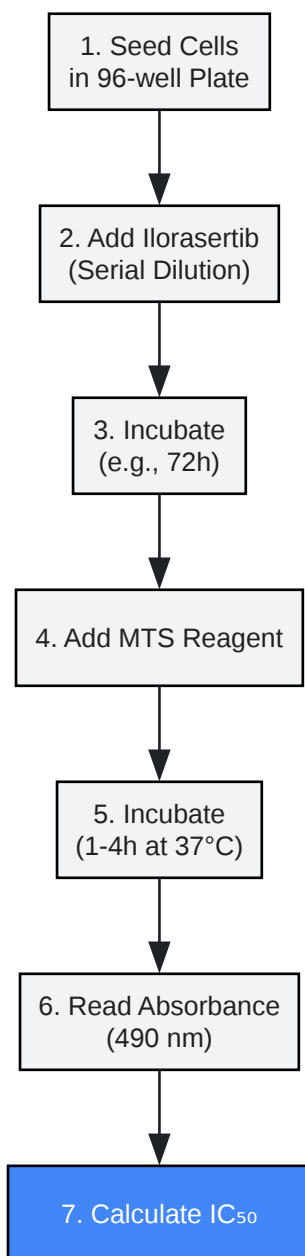 1. Seed Cells
in 96-well Plate
2. Add Ilorasertib
(Serial Dilution)
3. Incubate
(e.g., 72h)
4. Add MTS Reagent
5. Incubate
(1-4h at 37°C)
6. Read Absorbance
(490 nm)
7. Calculate IC₅₀